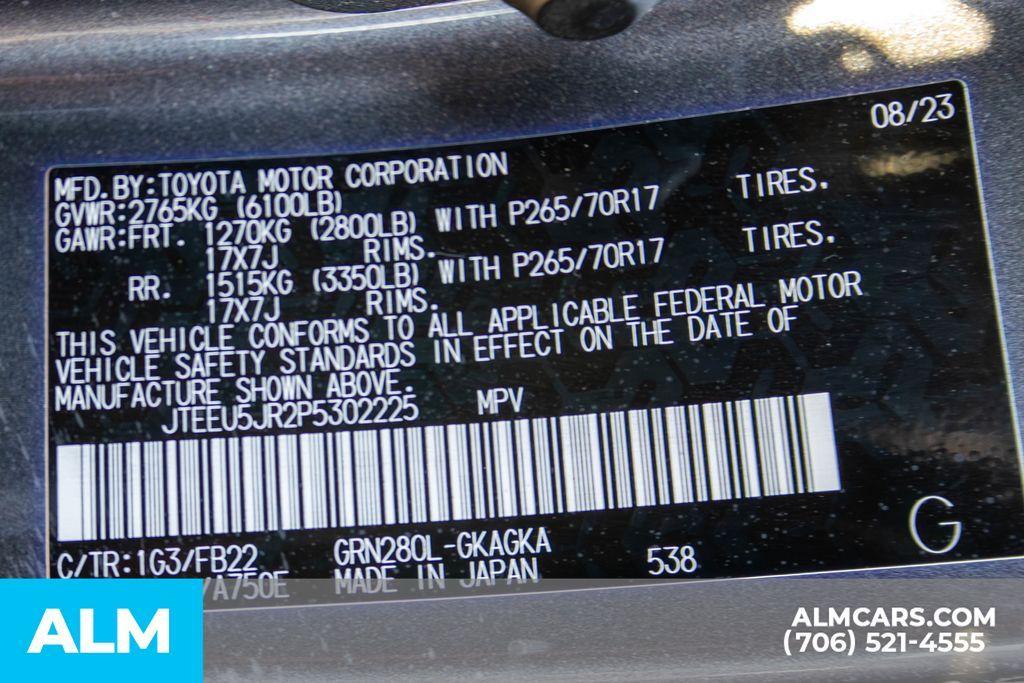 08/23
MFD.BY:TOYOTA MOTOR CORPORATION
GVWR:2765KG (6100LB)
GAWR:FRT. 1270KG (2800LB) WITH P265/70R17 TIRES.
17X7J RIMS.
RR. 1515KG (3350LB) WITH P265/70R17 TIRES.
17X7J RIMS.
THIS VEHICLE CONFORMS TO ALL APPLICABLE FEDERAL MOTOR
VEHICLE SAFETY STANDARDS IN EFFECT ON THE DATE OF
MANUFACTURE SHOWN ABOVE.
JTEEU5JR2P5302225 MPV
C/TR:1G3/FB22 GRN280L-GKAGKA 538 G
/A750E MADE IN JAPAN
ALM
ALMCARS.COM
(706) 521-4555